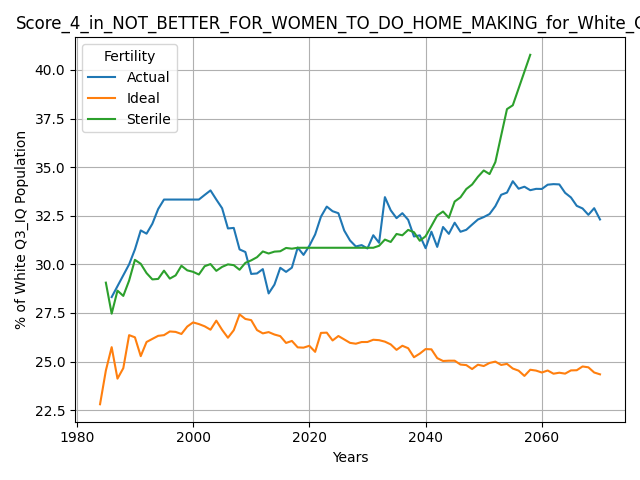 Score_4_in_NOT_BETTER_FOR_WOMEN_TO_DO_HOME_MAKING_for_White_
Fertility
Actual
Ideal
Sterile
40.0
37.5
35.0
32.5
30.0
27.5
25.0
22.5
% of White Q3_IQ Population
1980
2000
2020
2040
2060
Years